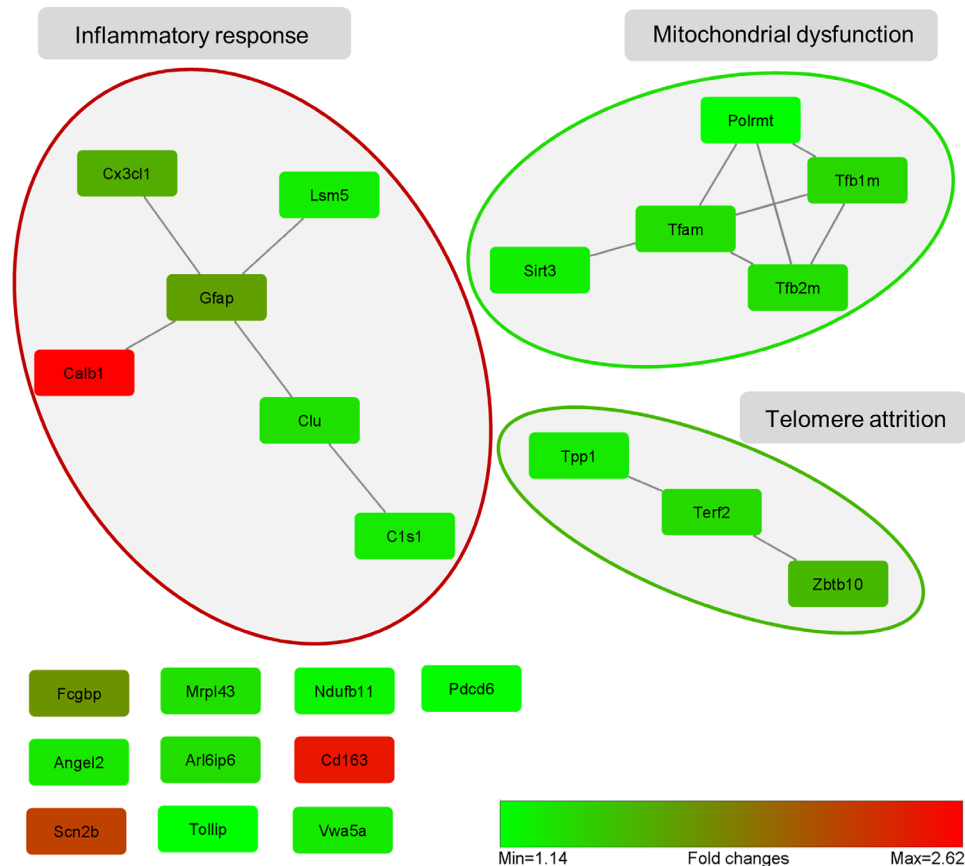 Inflammatory response
Mitochondrial dysfunction
Cx3cl1
Lsm5
Gfap
Calb1
Clu
C1s1
Polrmt
Tfb1m
Tfam
Sirt3
Tfb2m
Telomere attrition
Tpp1
Terf2
Zbtb10
Fcgbp
Mrpl43
Ndufb11
Pdcd6
Angel2
Arl6ip6
Cd163
Scn2b
Tollip
Vwa5a
Min=1.14
Fold changes
Max=2.62